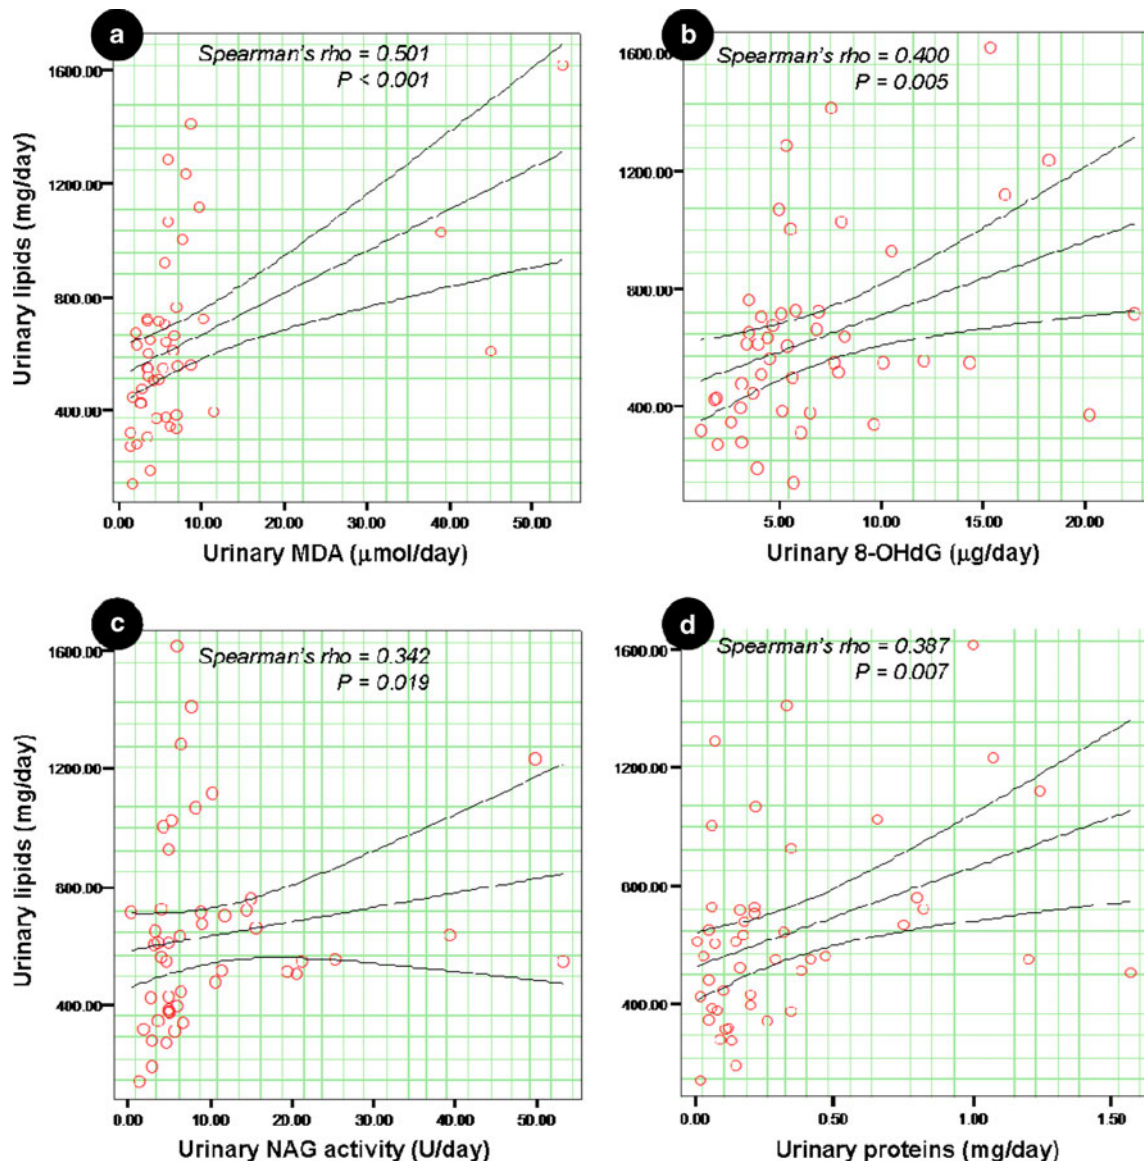 a
Spearman's rho = 0.501
P < 0.001
1600.00
1200.00
800.00
400.00
Urinary lipids (mg/day)
0.00 10.00 20.00 30.00 40.00 50.00
Urinary MDA (μmol/day)
b
Spearman's rho = 0.400
P = 0.005
1600.00
1200.00
800.00
400.00
5.00 10.00 15.00 20.00
Urinary 8-OHdG (μg/day)
c
Spearman's rho = 0.342
P = 0.019
1600.00
1200.00
800.00
400.00
Urinary lipids (mg/day)
0.00 10.00 20.00 30.00 40.00 50.00
Urinary NAG activity (U/day)
d
Spearman's rho = 0.387
P = 0.007
1600.00
1200.00
800.00
400.00
0.00 0.50 1.00 1.50
Urinary proteins (mg/day)